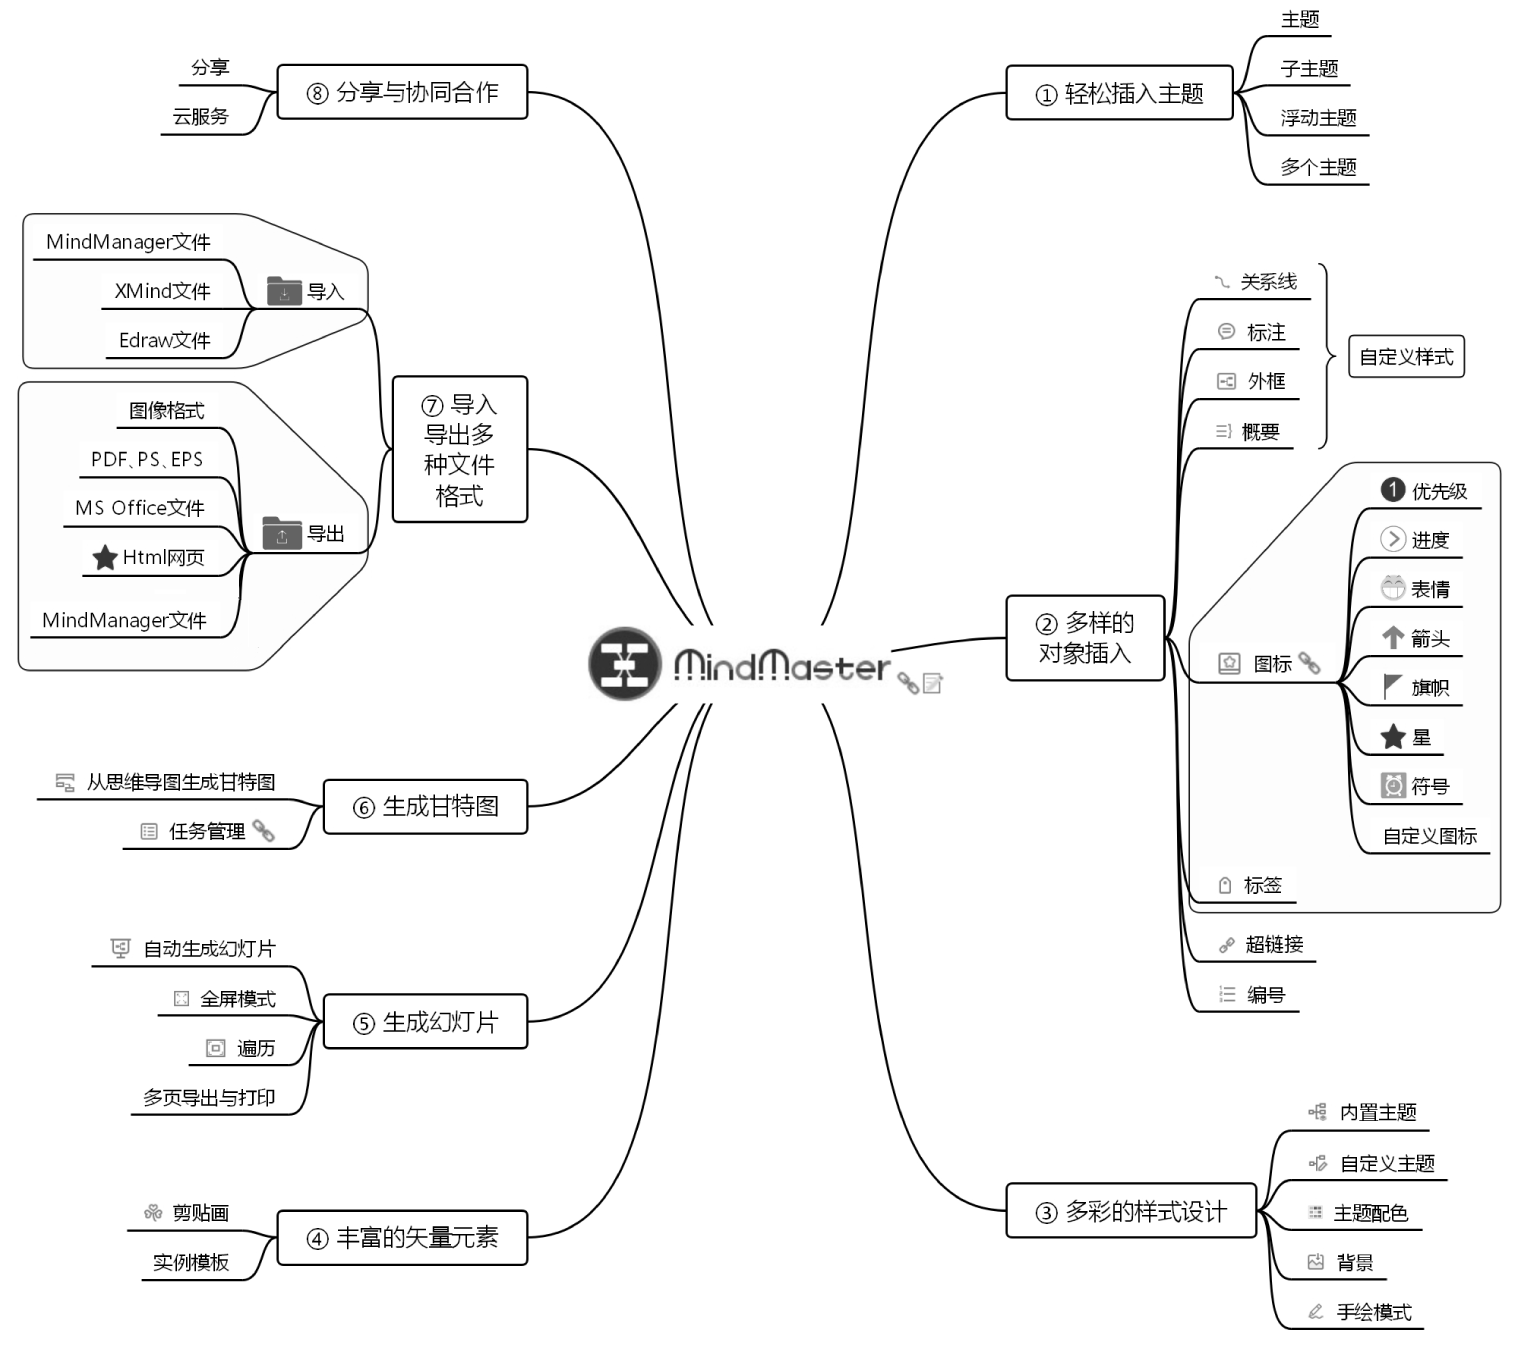 MindMaster
① 轻松插入主题
主题
子主题
浮动主题
多个主题
② 多样的
对象插入
关系线
标注
外框
概要
自定义样式
图标
1 优先级
进度
表情
箭头
旗帜
星
符号
自定义图标
标签
超链接
编号
③ 多彩的样式设计
内置主题
自定义主题
主题配色
背景
手绘模式
④ 丰富的矢量元素
剪贴画
实例模板
⑤ 生成幻灯片
自动生成幻灯片
全屏模式
遍历
多页导出与打印
⑥ 生成甘特图
从思维导图生成甘特图
任务管理
⑦ 导入
导出多
种文件
格式
导入
MindManager文件
XMind文件
Edraw文件
导出
图像格式
PDF、PS、EPS
MS Office文件
Html网页
MindManager文件
⑧ 分享与协同合作
分享
云服务